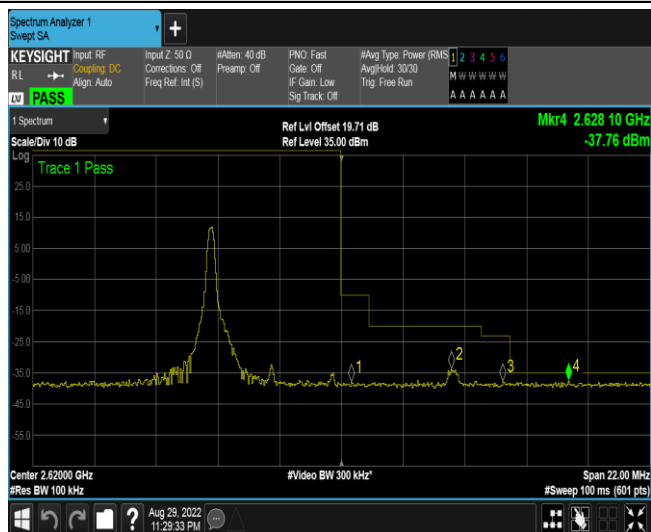 Spectrum Analyzer 1
Swept SA
KEYSIGHT
RL
LXI PASS
Input: RF
Coupling: DC
Align: Auto
Input Z: 50 Ω
Corrections: Off
Freq Ref: Int (S)
#Atten: 40 dB
Preamp: Off
PNO: Fast
Gate: Off
IF Gain: Low
Sig Track: Off
#Avg Type: Power (RMS
Avg|Hold: 30/30
Trig: Free Run
1 2 3 4 5 6
M W W W W W
A A A A A A
1 Spectrum
Scale/Div 10 dB
Ref Lvl Offset 19.71 dB
Ref Level 35.00 dBm
Mkr4 2.628 10 GHz
-37.76 dBm
Log
Trace 1 Pass
25.0
15.0
5.00
-5.00
-15.0
-25.0
-35.0
-45.0
-55.0
1
2
3
4
Center 2.62000 GHz
#Res BW 100 kHz
#Video BW 300 kHz*
Span 22.00 MHz
#Sweep 100 ms (601 pts)
?
Aug 29, 2022
11:29:33 PM